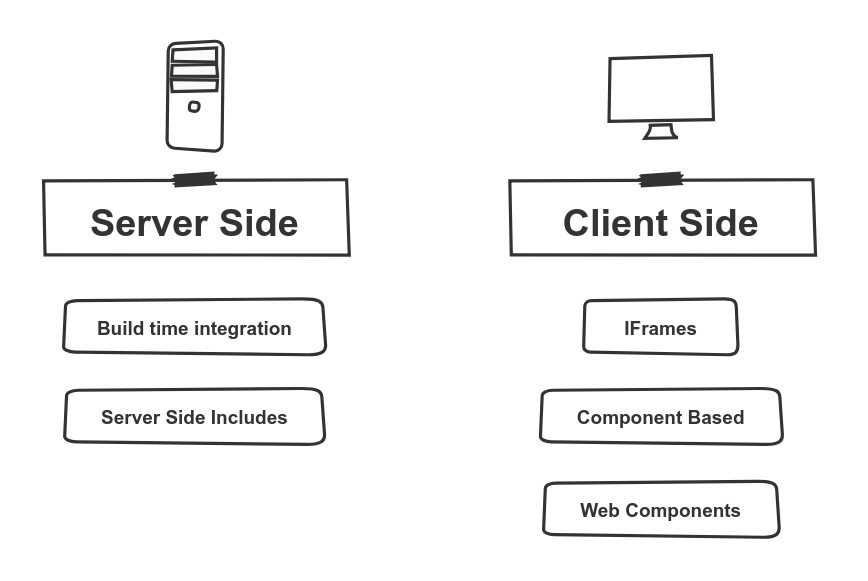 Server Side
Build time integration
Server Side Includes
Client Side
IFrames
Component Based
Web Components